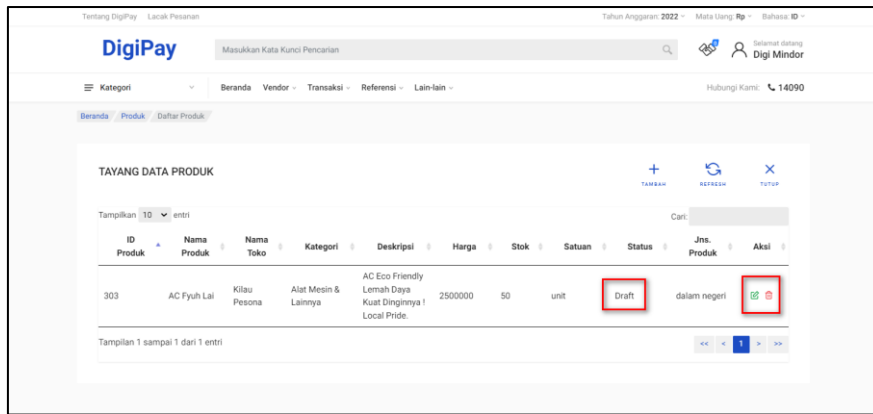 Tentang DigiPay Lacak Pesanan Tahun Anggaran: 2022 Mata Uang: Rp Bahasa: ID
DigiPay Masukkan Kata Kunci Pencarian 0 Selamat datang
Digi Mindor
Kategori Beranda Vendor Transaksi Referensi Lain-lain Hubungi Kami: 14090
Beranda / Produk / Daftar Produk
TAYANG DATA PRODUK
TAMBAH REFRESH TUTUP
Tampilkan 10 entri Cari:
ID Produk Nama Produk Nama Toko Kategori Deskripsi Harga Stok Satuan Status Jns. Produk Aksi
303 AC Fyuh Lai Kilau Pesona Alat Mesin & Lainnya AC Eco Friendly Lemah Daya Kuat Dinginnya ! Local Pride. 2500000 50 unit Draft dalam negeri
Tampilan 1 sampai 1 dari 1 entri << < 1 > >>